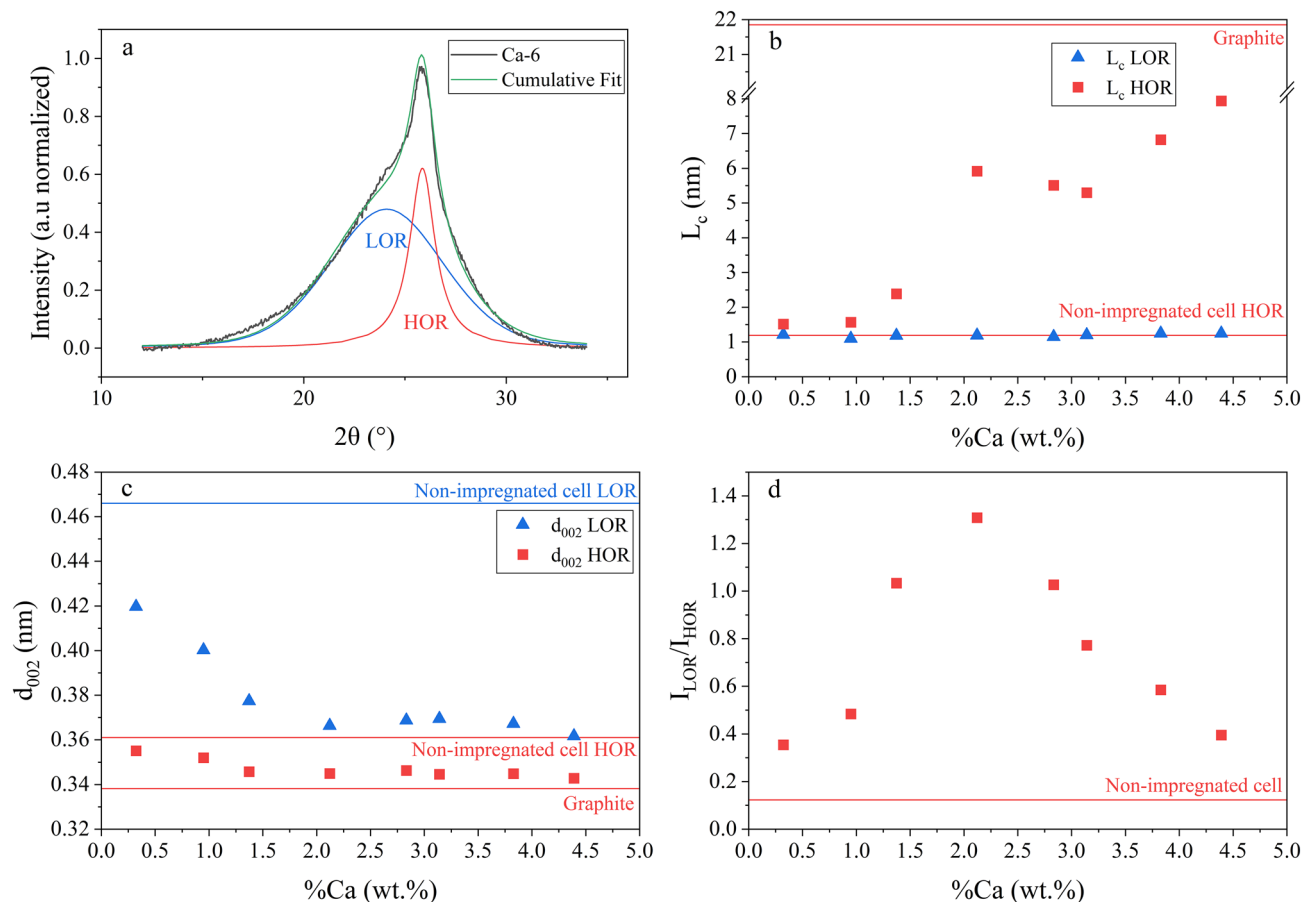 a
Ca-6
Cumulative Fit
LOR
HOR
Intensity (a.u normalized)
1.0
0.8
0.6
0.4
0.2
0.0
10 20 30
2θ (°)
b
Graphite
L_c LOR
L_c HOR
Non-impregnated cell HOR
L_c (nm)
22
21
8
7
6
5
4
3
2
1
0
0.0 0.5 1.0 1.5 2.0 2.5 3.0 3.5 4.0 4.5 5.0
%Ca (wt.%)
c
Non-impregnated cell LOR
d_002 LOR
d_002 HOR
Non-impregnated cell HOR
Graphite
d_002 (nm)
0.48
0.46
0.44
0.42
0.40
0.38
0.36
0.34
0.32
0.0 0.5 1.0 1.5 2.0 2.5 3.0 3.5 4.0 4.5 5.0
%Ca (wt.%)
d
Non-impregnated cell
I_LOR/I_HOR
1.4
1.2
1.0
0.8
0.6
0.4
0.2
0.0
0.0 0.5 1.0 1.5 2.0 2.5 3.0 3.5 4.0 4.5 5.0
%Ca (wt.%)